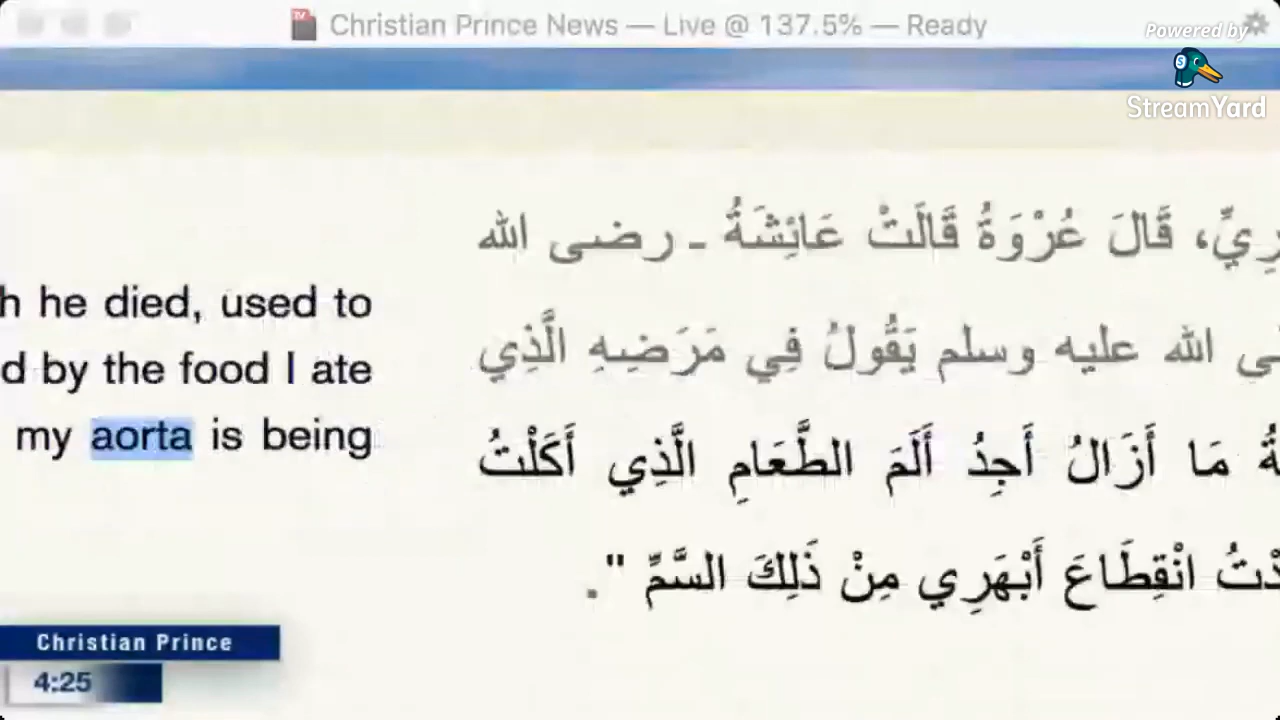 Christian Prince News — Live @ 137.5% — Ready
Powered by
StreamYard
h he died, used to
d by the food I ate
my aorta is being
رِيِّ، قَالَ عُرْوَةُ قَالَتْ عَائِشَةُ ـ رضى الله
ى الله عليه وسلم يَقُولُ فِي مَرَضِهِ الَّذِي
ةُ مَا أَزَالُ أَجِدُ أَلَمَ الطَّعَامِ الَّذِي أَكَلْتُ
دْتُ انْقِطَاعَ أَبْهَرِي مِنْ ذَلِكَ السَّمِّ " .
Christian Prince
4:25